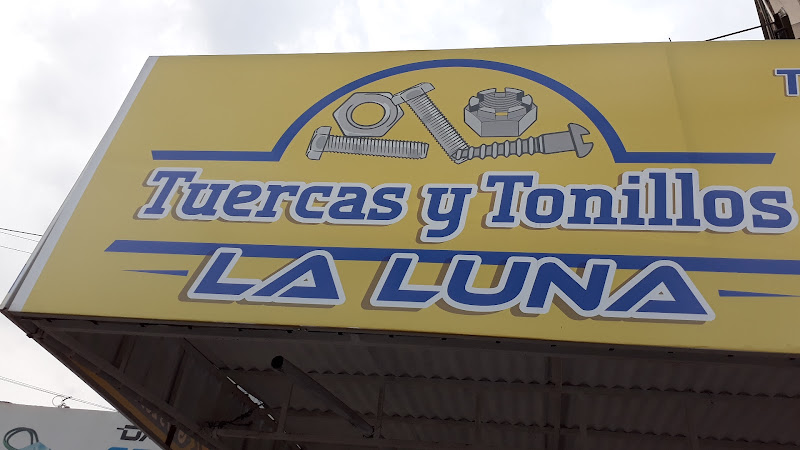 Tuercas y Tonillos
LA LUNA